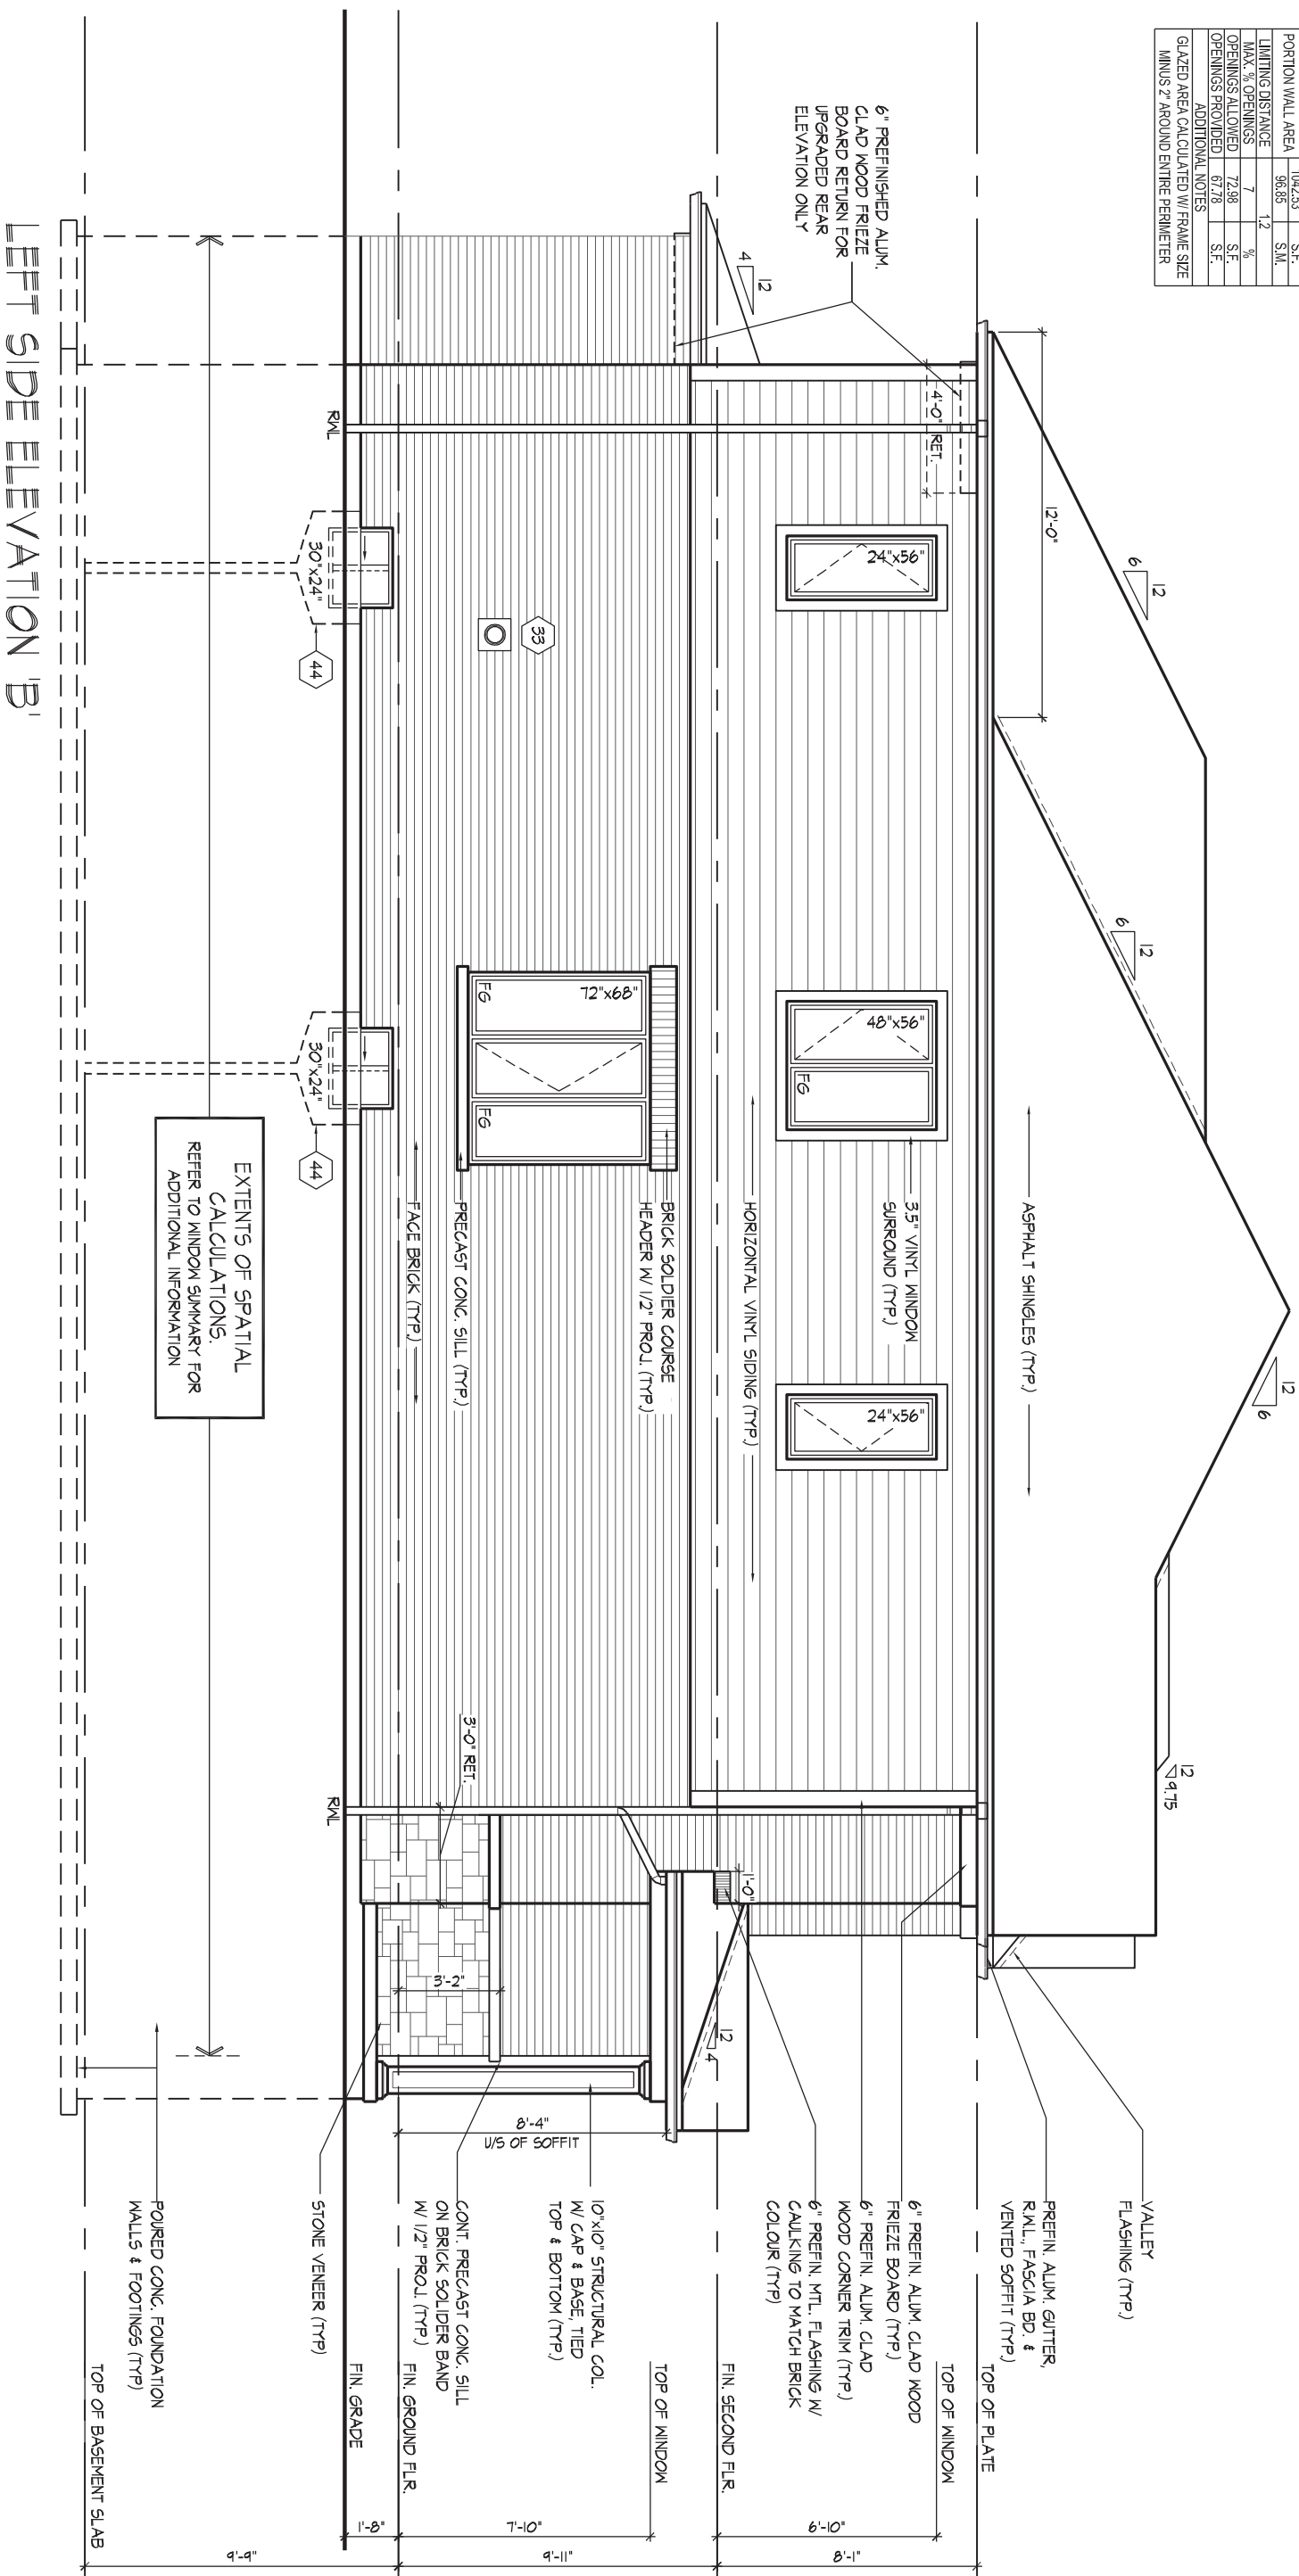 PORTION WALL AREA 1042.53 S.F.
96.85 S.M.
LIMITING DISTANCE 1.2
MAX. % OPENINGS 7 %
OPENINGS ALLOWED 72.98 S.F.
OPENINGS PROVIDED 67.78 S.F.
ADDITIONAL NOTES
GLAZED AREA CALCULATED W/ FRAME SIZE
MINUS 2" AROUND ENTIRE PERIMETER
12
6
12
6
12
6
12
9.75
12'-0"
ASPHALT SHINGLES (TYP.)
VALLEY
FLASHING (TYP.)
PREFIN. ALUM. GUTTER,
R.W.L., FASCIA BD. &
VENTED SOFFIT (TYP.)
TOP OF PLATE
6" PREFINISHED ALUM.
CLAD WOOD FRIEZE
BOARD RETURN FOR
UPGRADED REAR
ELEVATION ONLY
12
4
4'-0" RET.
24"x56"
48"x56"
FG
24"x56"
3.5" VINYL WINDOW
SURROUND (TYP.)
HORIZONTAL VINYL SIDING (TYP.)
1'-0"
12
4
TOP OF WINDOW
6" PREFIN. ALUM. CLAD WOOD
FRIEZE BOARD (TYP.)
6" PREFIN. ALUM. CLAD
WOOD CORNER TRIM (TYP.)
6" PREFIN. MTL. FLASHING W/
CAULKING TO MATCH BRICK
COLOUR (TYP)
FIN. SECOND FLR.
6'-10"
8'-1"
BRICK SOLDIER COURSE
HEADER W/ 1/2" PROJ. (TYP.)
72"x68"
FG
FG
33
PRECAST CONC. SILL (TYP.)
FACE BRICK (TYP.)
3'-0" RET.
3'-2"
8'-4"
U/S OF SOFFIT
TOP OF WINDOW
10"x10" STRUCTURAL COL.
W/ CAP & BASE, TIED
TOP & BOTTOM (TYP.)
CONT. PRECAST CONC. SILL
ON BRICK SOLIDER BAND
W/ 1/2" PROJ. (TYP.)
FIN. GROUND FLR.
7'-10"
9'-11"
RWL
RWL
30"x24"
44
30"x24"
44
FIN. GRADE
1'-8"
STONE VENEER (TYP)
EXTENTS OF SPATIAL
CALCULATIONS.
REFER TO WINDOW SUMMARY FOR
ADDITIONAL INFORMATION
POURED CONC. FOUNDATION
WALLS & FOOTINGS (TYP)
TOP OF BASEMENT SLAB
9'-9"
LEFT SIDE ELEVATION 'B'